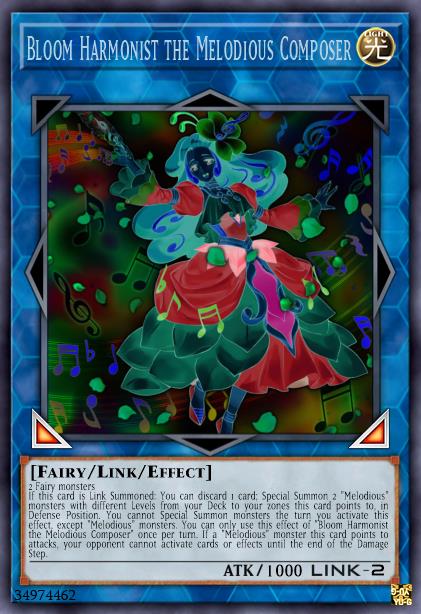 Bloom Harmonist the Melodious Composer
LIGHT
光
[Fairy/Link/Effect]
2 Fairy monsters
If this card is Link Summoned: You can discard 1 card; Special Summon 2 "Melodious"
monsters with different Levels from your Deck to your zones this card points to, in
Defense Position. You cannot Special Summon monsters the turn you activate this
effect, except "Melodious" monsters. You can only use this effect of "Bloom Harmonist
the Melodious Composer" once per turn. If a "Melodious" monster this card points to
attacks, your opponent cannot activate cards or effects until the end of the Damage
Step.
ATK/1000 LINK-2
34974462